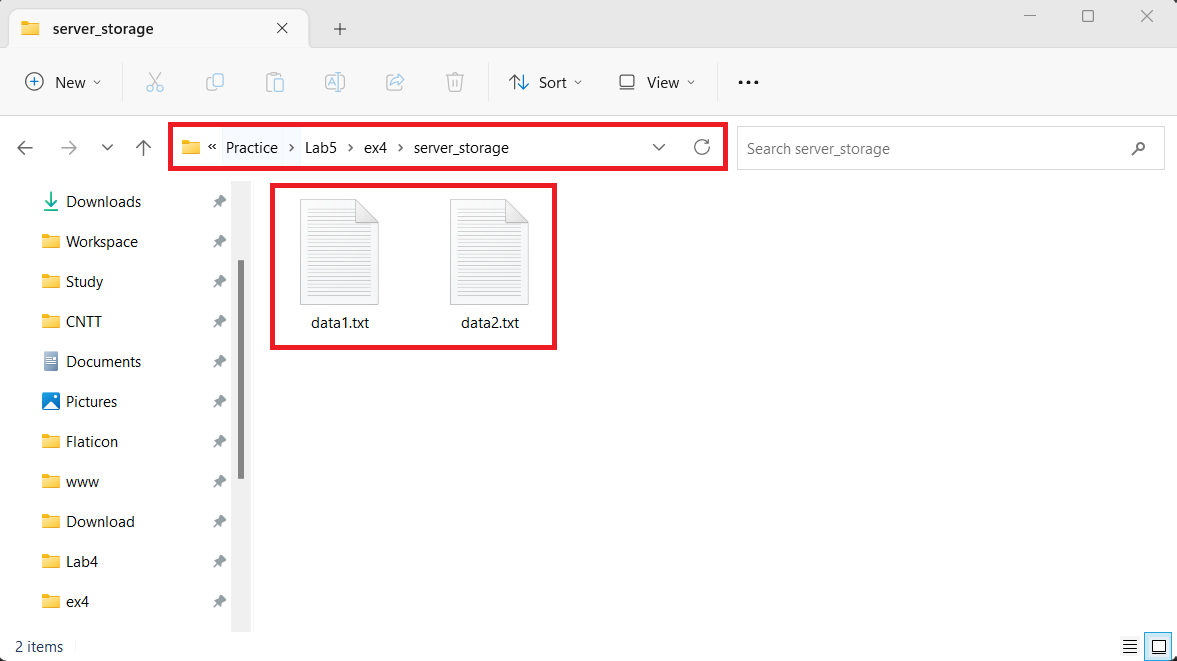 server_storage
New
Sort
View
« Practice > Lab5 > ex4 > server_storage
Search server_storage
Downloads
Workspace
Study
CNTT
Documents
Pictures
Flaticon
www
Download
Lab4
ex4
data1.txt
data2.txt
2 items